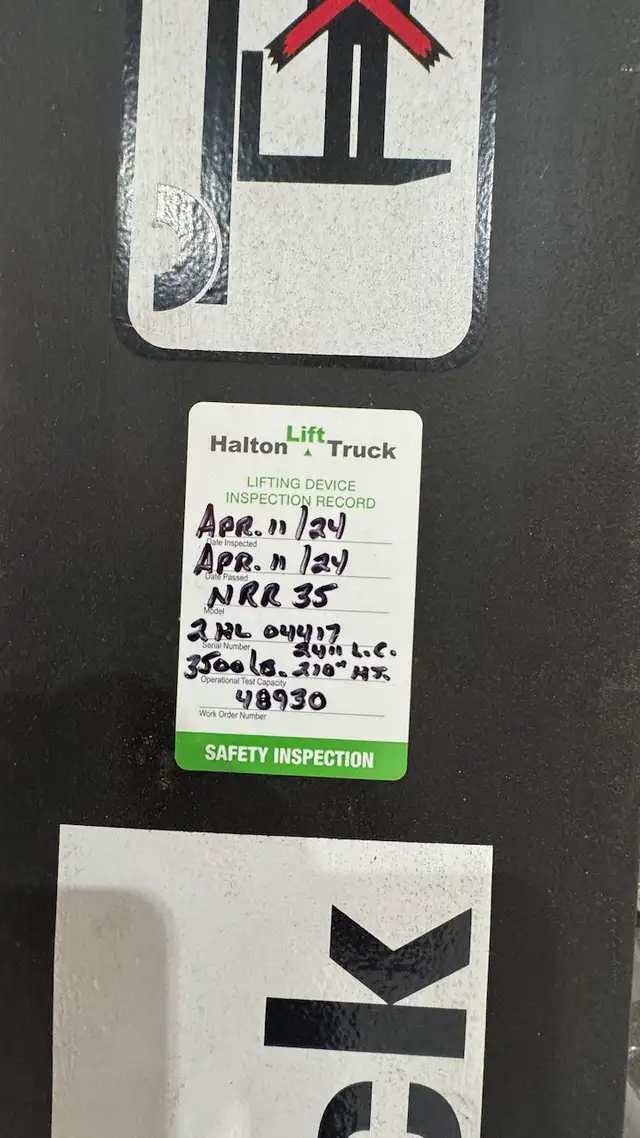 Halton Lift Truck
LIFTING DEVICE
INSPECTION RECORD
APR. 11/24
Date Inspected
APR. 11/24
Date Passed
NRR 35
Model
2NL 04417
Serial Number
24" L.C.
3500 LB. 210" HT.
Operational Test Capacity
48930
Work Order Number
SAFETY INSPECTION
ck